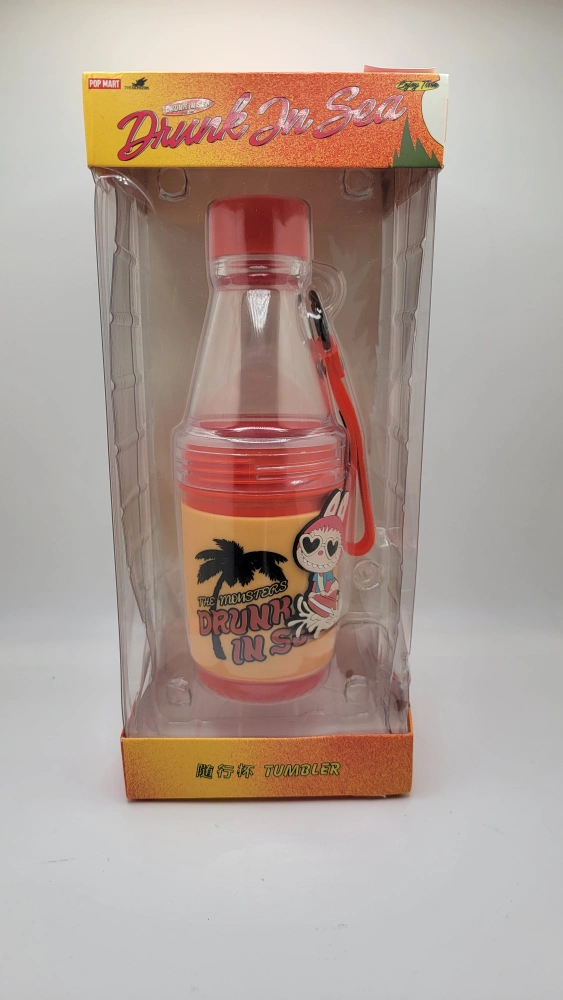 POP MART
Enjoy Time
Drunk In Sea
THE MONSTERS
DRUNK
IN S
随行杯 TUMBLER